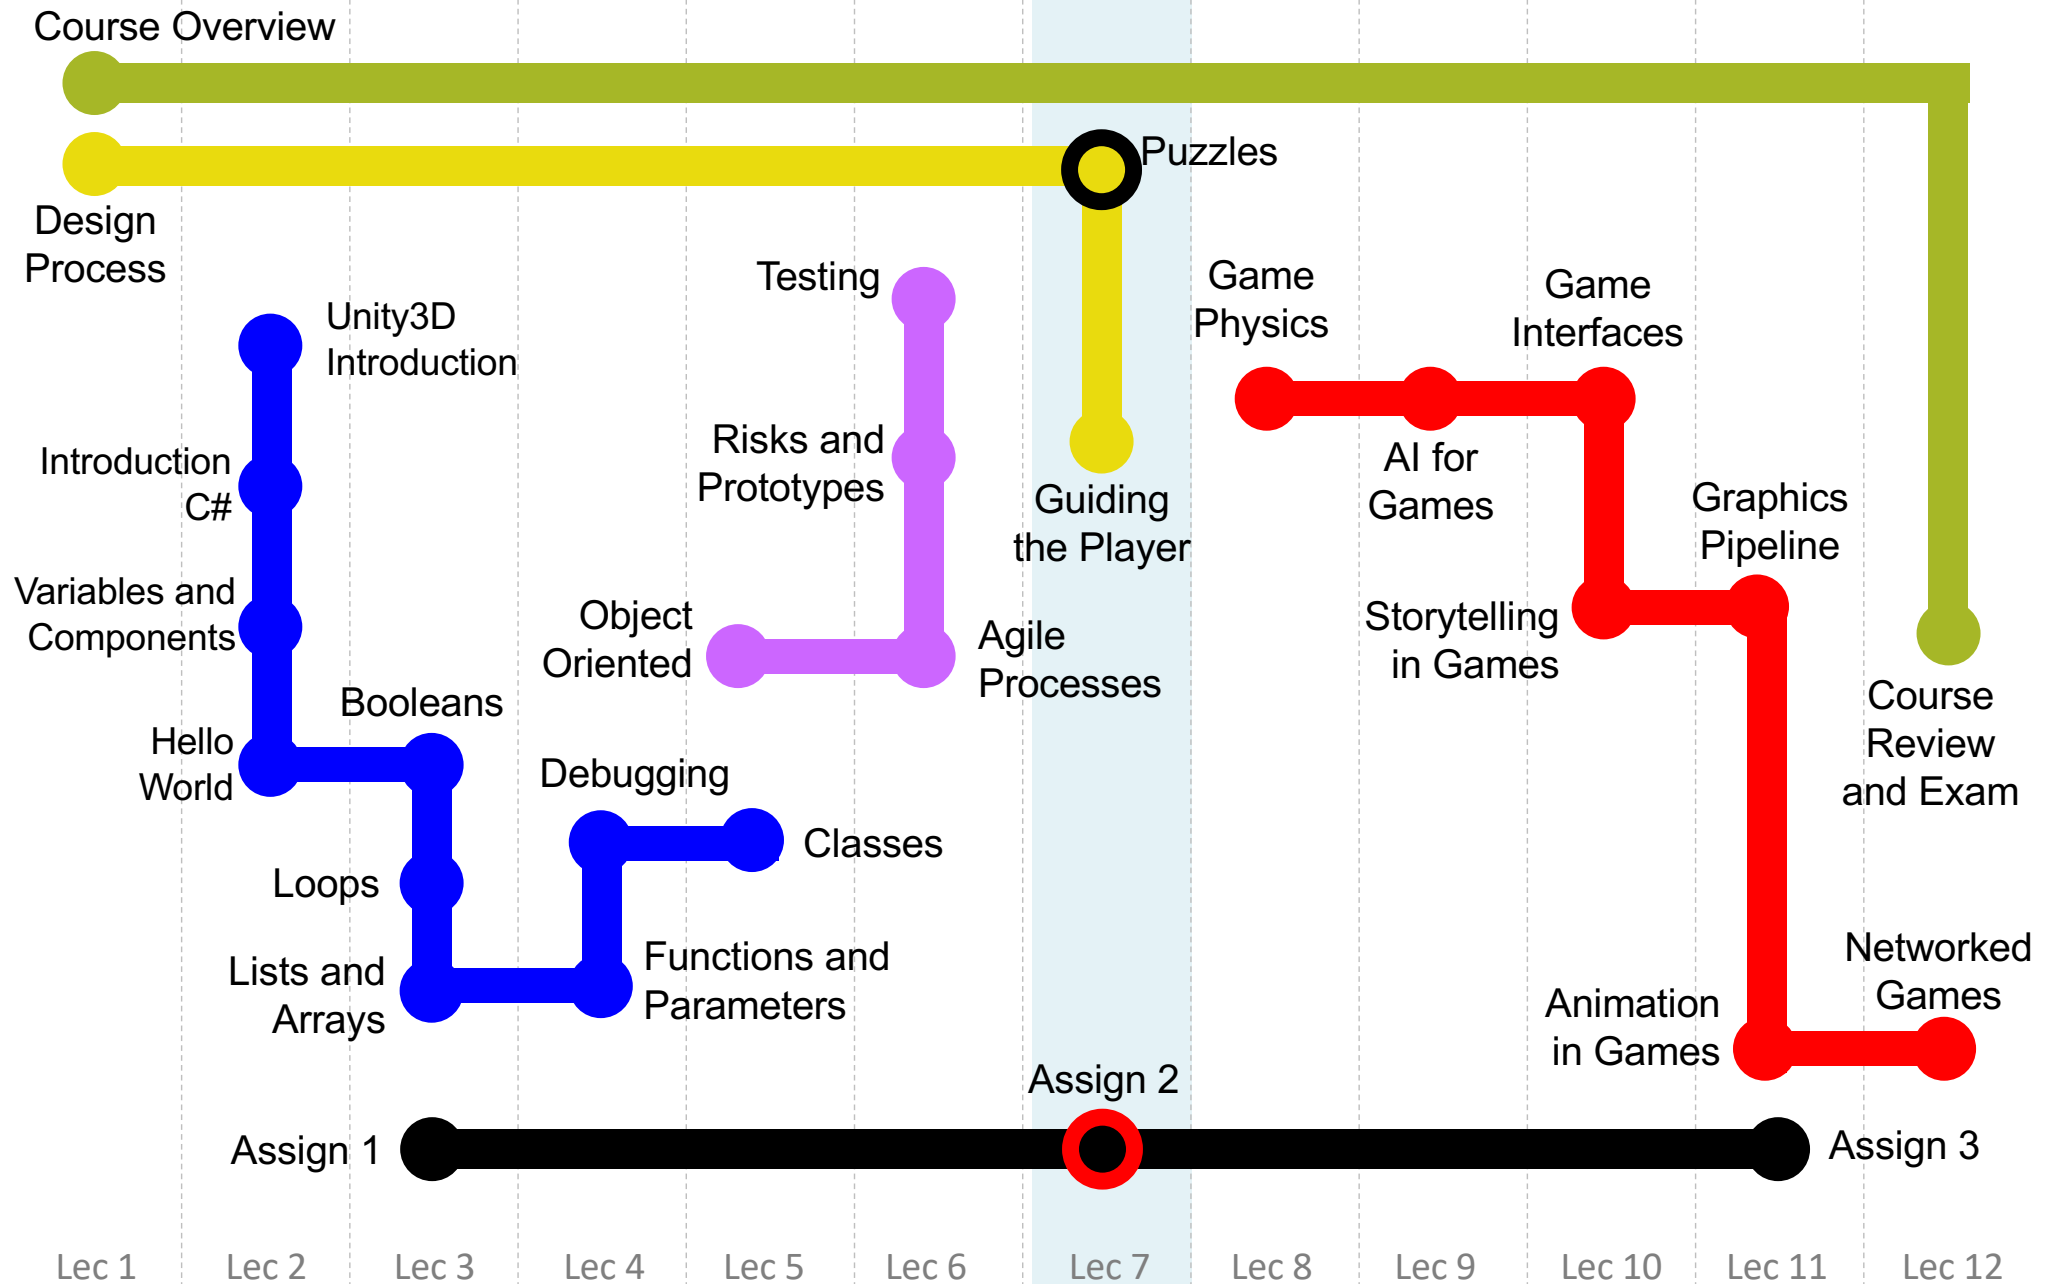 Course Overview
Puzzles
Design
Process
Testing
Game
Physics
Game
Interfaces
Unity3D
Introduction
Risks and
Prototypes
AI for
Games
Introduction
C#
Guiding
the Player
Graphics
Pipeline
Variables and
Components
Object
Oriented
Agile
Processes
Storytelling
in Games
Booleans
Course
Review
and Exam
Hello
World
Debugging
Classes
Loops
Lists and
Arrays
Functions and
Parameters
Networked
Games
Animation
in Games
Assign 2
Assign 1
Assign 3
Lec 1
Lec 2
Lec 3
Lec 4
Lec 5
Lec 6
Lec 7
Lec 8
Lec 9
Lec 10
Lec 11
Lec 12